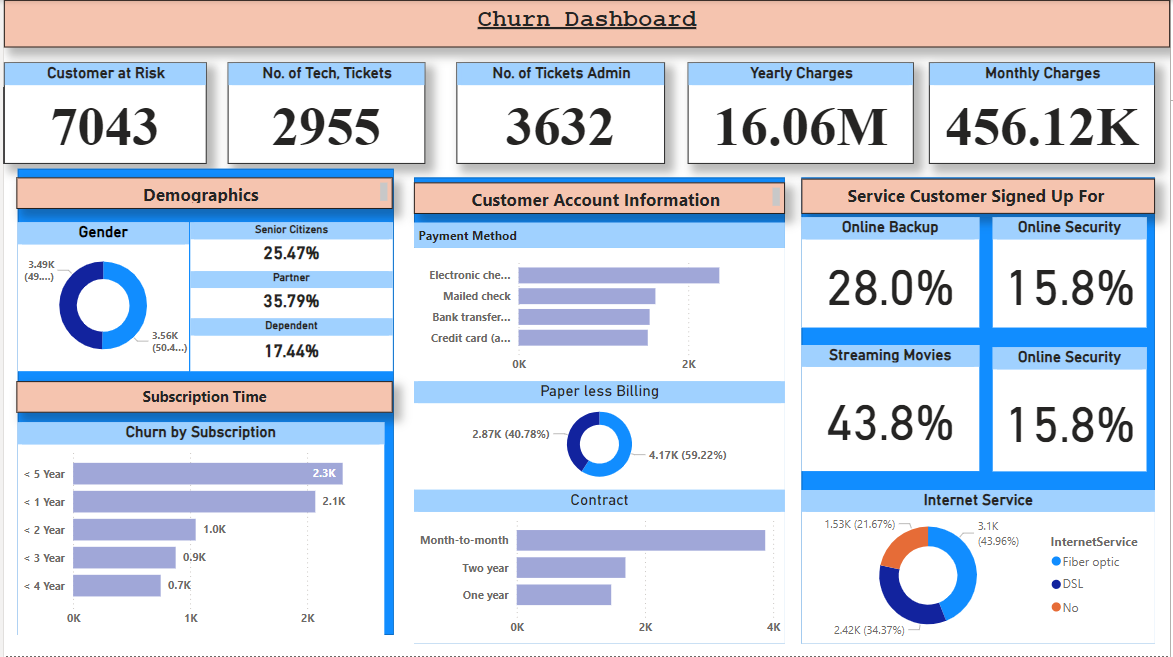 Churn Dashboard
Customer at Risk
7043
No. of Tech, Tickets
2955
No. of Tickets Admin
3632
Yearly Charges
16.06M
Monthly Charges
456.12K
Demographics
Gender
3.49K
(49....)
3.56K
(50.4...)
Senior Citizens
25.47%
Partner
35.79%
Dependent
17.44%
Subscription Time
Churn by Subscription
< 5 Year
2.3K
< 1 Year
2.1K
< 2 Year
1.0K
< 3 Year
0.9K
< 4 Year
0.7K
0K 1K 2K
Customer Account Information
Payment Method
Electronic che...
Mailed check
Bank transfer...
Credit card (a...
0K 2K
Paper less Billing
2.87K (40.78%)
4.17K (59.22%)
Contract
Month-to-month
Two year
One year
0K 2K 4K
Service Customer Signed Up For
Online Backup
28.0%
Online Security
15.8%
Streaming Movies
43.8%
Online Security
15.8%
Internet Service
1.53K (21.67%)
3.1K
(43.96%)
2.42K (34.37%)
InternetService
Fiber optic
DSL
No